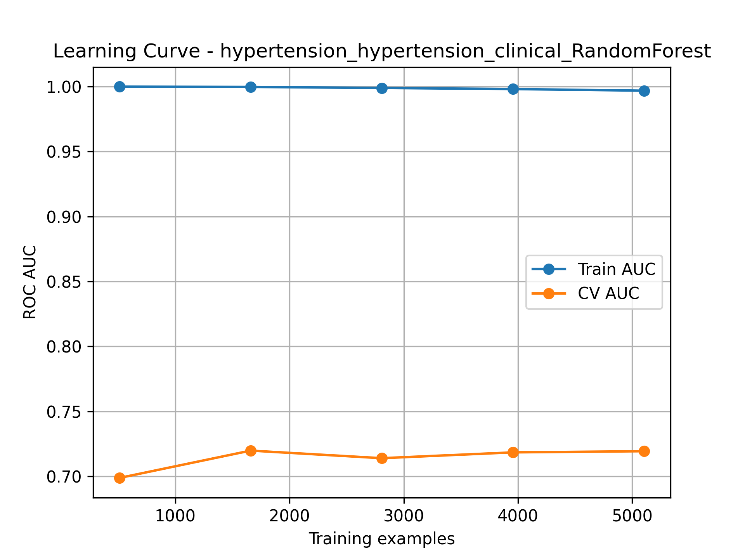 Learning Curve - hypertension_hypertension_clinical_RandomForest
1.00
0.95
0.90
0.85
0.80
0.75
0.70
ROC AUC
Train AUC
CV AUC
1000 2000 3000 4000 5000
Training examples